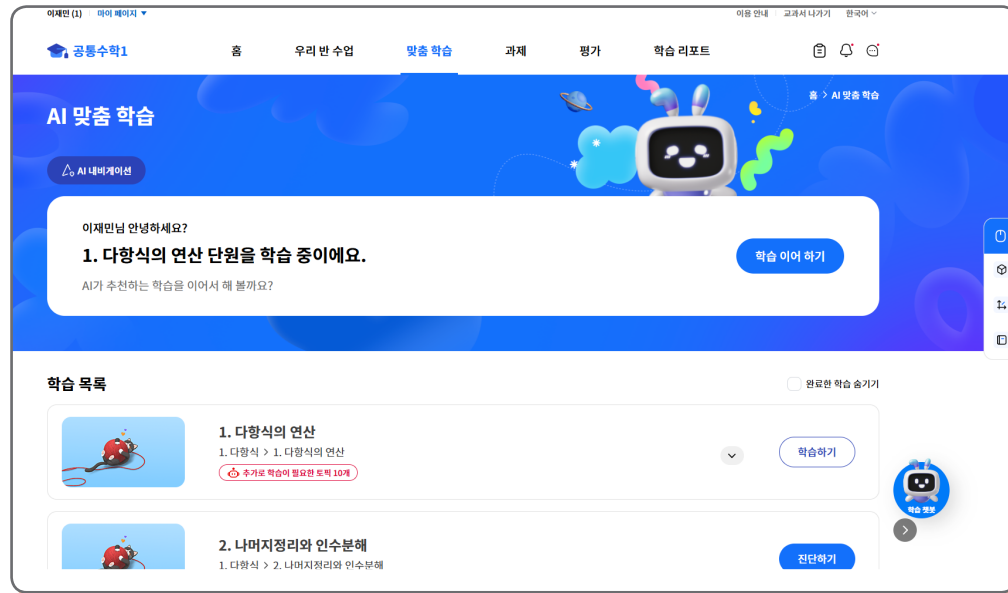 이재민 (1) 마이 페이지 ▼
이용 안내 교과서 나가기 한국어
공통수학1 홈 우리 반 수업 맞춤 학습 과제 평가 학습 리포트
홈 > AI 맞춤 학습
AI 맞춤 학습
AI 내비게이션
이재민님 안녕하세요?
1. 다항식의 연산 단원을 학습 중이에요.
AI가 추천하는 학습을 이어서 해 볼까요?
학습 이어 하기
학습 목록
완료한 학습 숨기기
1. 다항식의 연산
1. 다항식 > 1. 다항식의 연산
추가로 학습이 필요한 토픽 10개
학습하기
학습 챗봇
2. 나머지정리와 인수분해
1. 다항식 > 2. 나머지정리와 인수분해
진단하기